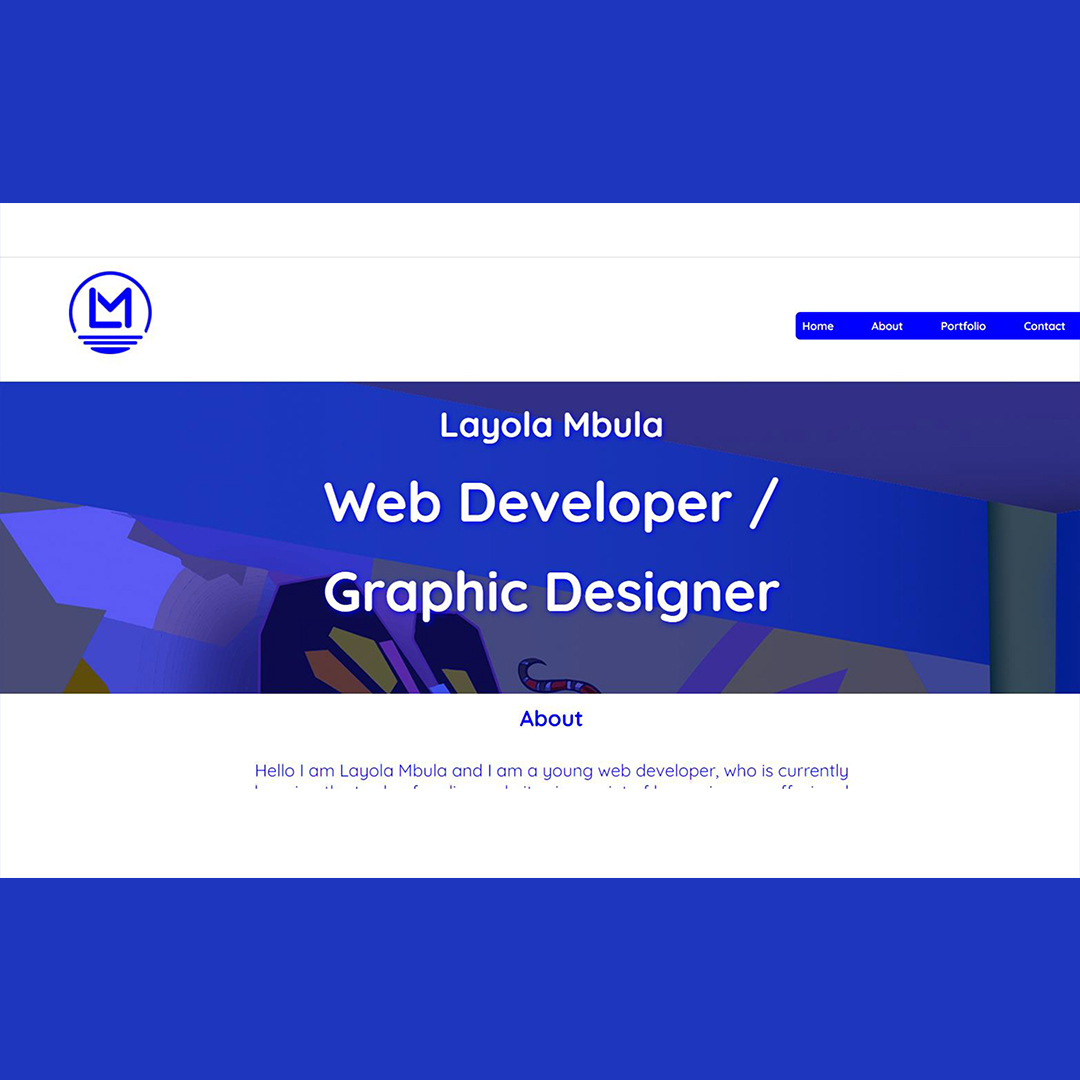 LM
Home About Portfolio Contact
Layola Mbula
Web Developer /
Graphic Designer
About
Hello I am Layola Mbula and I am a young web developer, who is currently